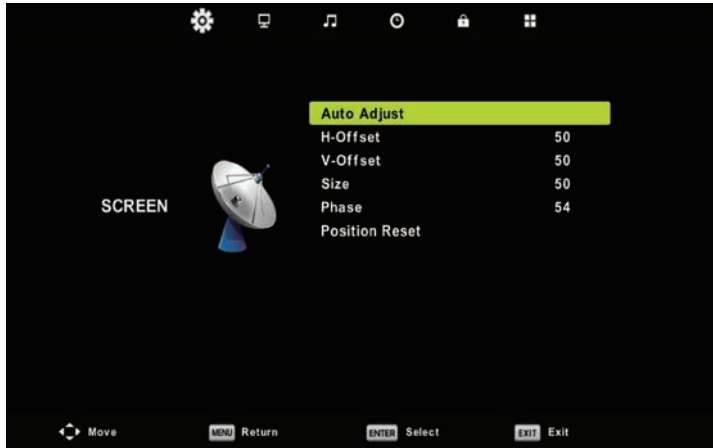 Auto Adjust
H-Offset 50
V-Offset 50
Size 50
SCREEN
Phase 54
Position Reset
Move MENU Return ENTER Select EXIT Exit